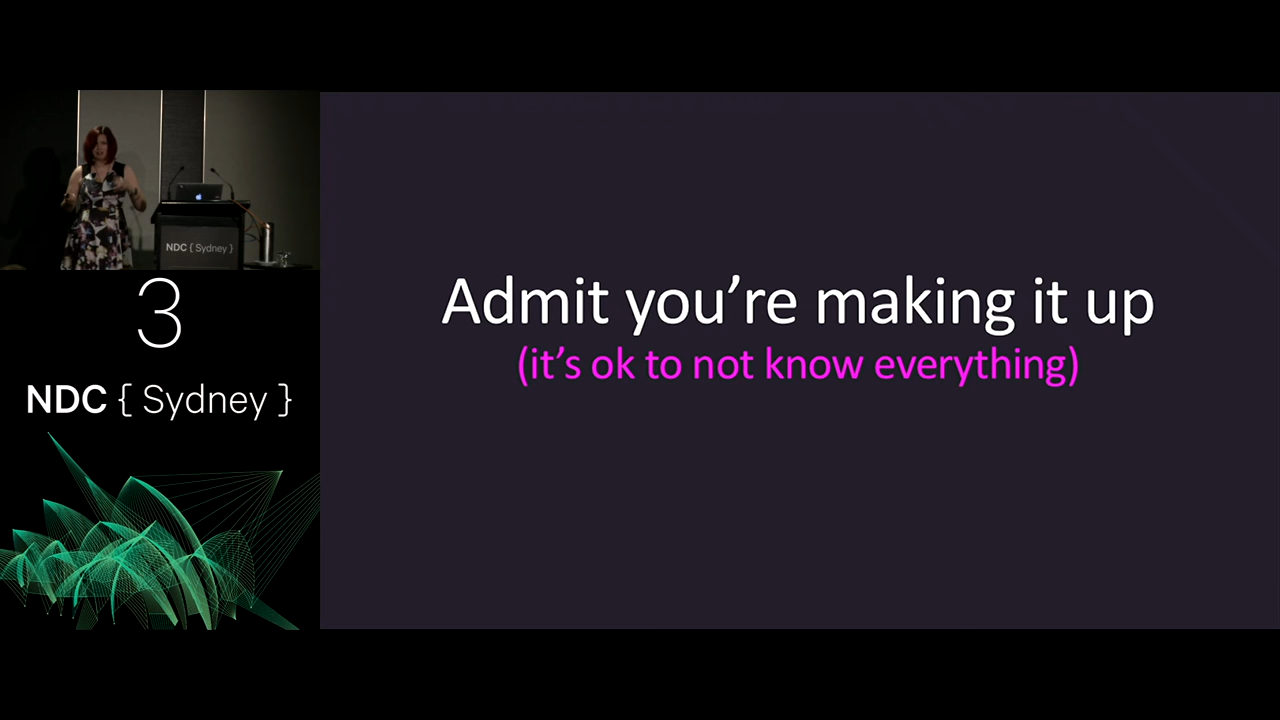 NDC { Sydney }
3
NDC { Sydney }
Admit you’re making it up
(it’s ok to not know everything)